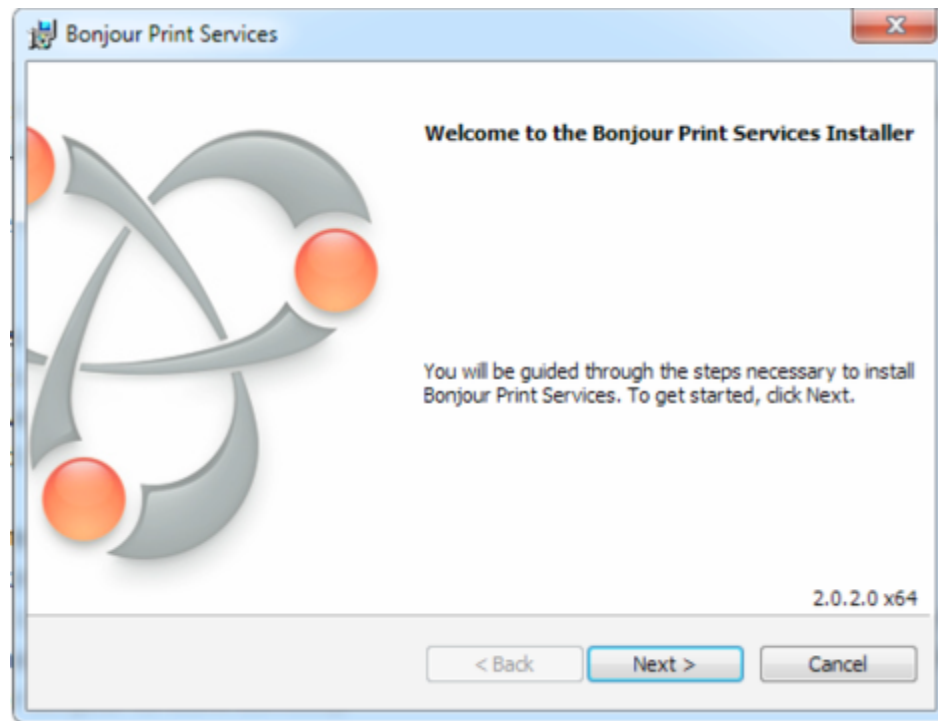 Bonjour Print Services
Welcome to the Bonjour Print Services Installer
You will be guided through the steps necessary to install
Bonjour Print Services. To get started, click Next.
2.0.2.0 x64
< Back
Next >
Cancel